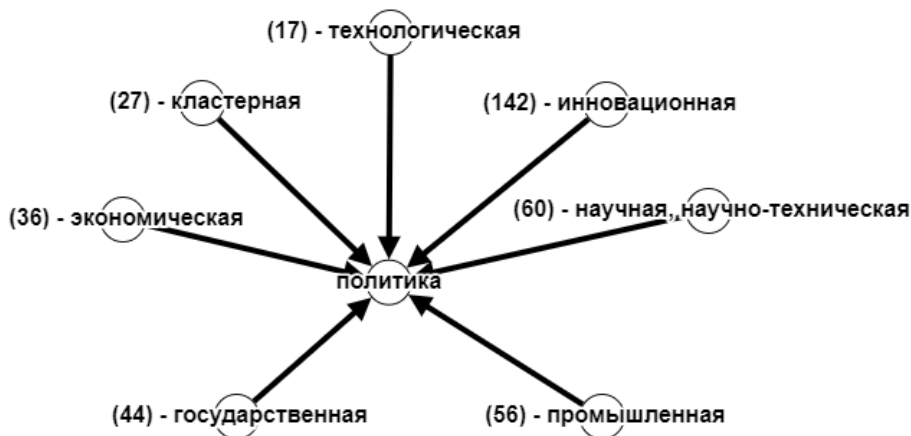 (17) - технологическая
(27) - кластерная
(142) - инновационная
(36) - экономическая
(60) - научная, научно-техническая
политика
(44) - государственная
(56) - промышленная